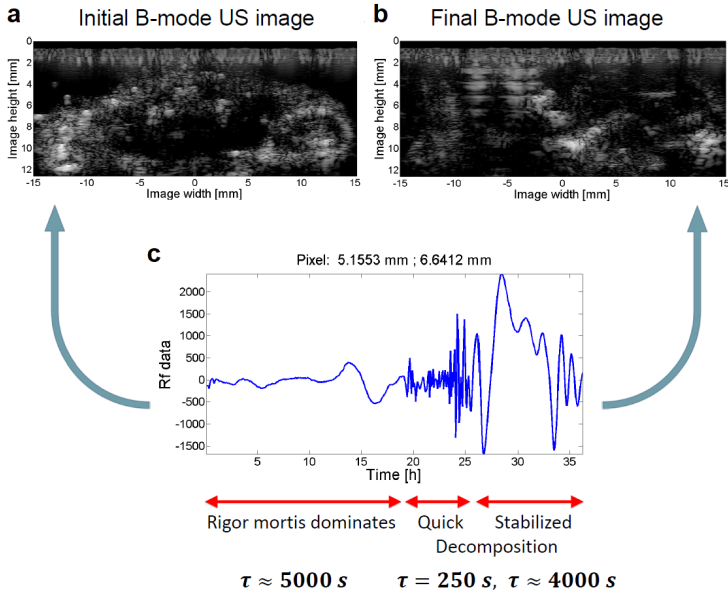 a Initial B-mode US image
b Final B-mode US image
Image height [mm]
0
2
4
6
8
10
12
-15 -10 -5 0 5 10 15
Image width [mm]
Image height [mm]
0
2
4
6
8
10
12
-15 -10 -5 0 5 10 15
Image width [mm]
c
Pixel: 5.1553 mm ; 6.6412 mm
Rf data
2000
1500
1000
500
0
-500
-1000
-1500
5 10 15 20 25 30 35
Time [h]
Rigor mortis dominates Quick Stabilized
Decomposition
τ ≈ 5000 s τ = 250 s, τ ≈ 4000 s